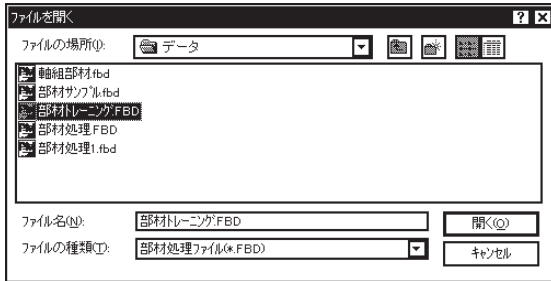 ファイルを開く
ファイルの場所(I):
データ
軸組部材.fbd
部材サンプル.fbd
部材トレーニング.FBD
部材処理.FBD
部材処理1.fbd
ファイル名(N):
部材トレーニング.FBD
開く(O)
ファイルの種類(T):
部材処理ファイル(*.FBD)
キャンセル